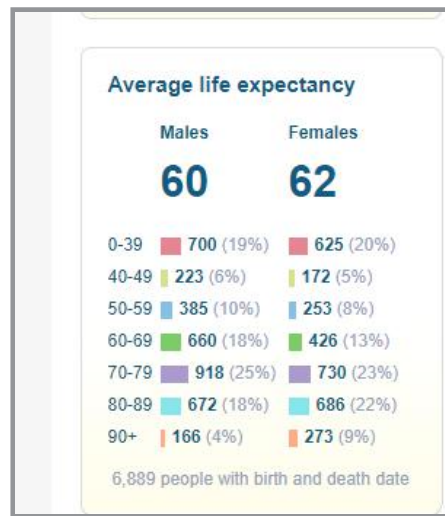 Average life expectancy
Males Females
60 62
0-39 700 (19%) 625 (20%)
40-49 223 (6%) 172 (5%)
50-59 385 (10%) 253 (8%)
60-69 660 (18%) 426 (13%)
70-79 918 (25%) 730 (23%)
80-89 672 (18%) 686 (22%)
90+ 166 (4%) 273 (9%)
6,889 people with birth and death date